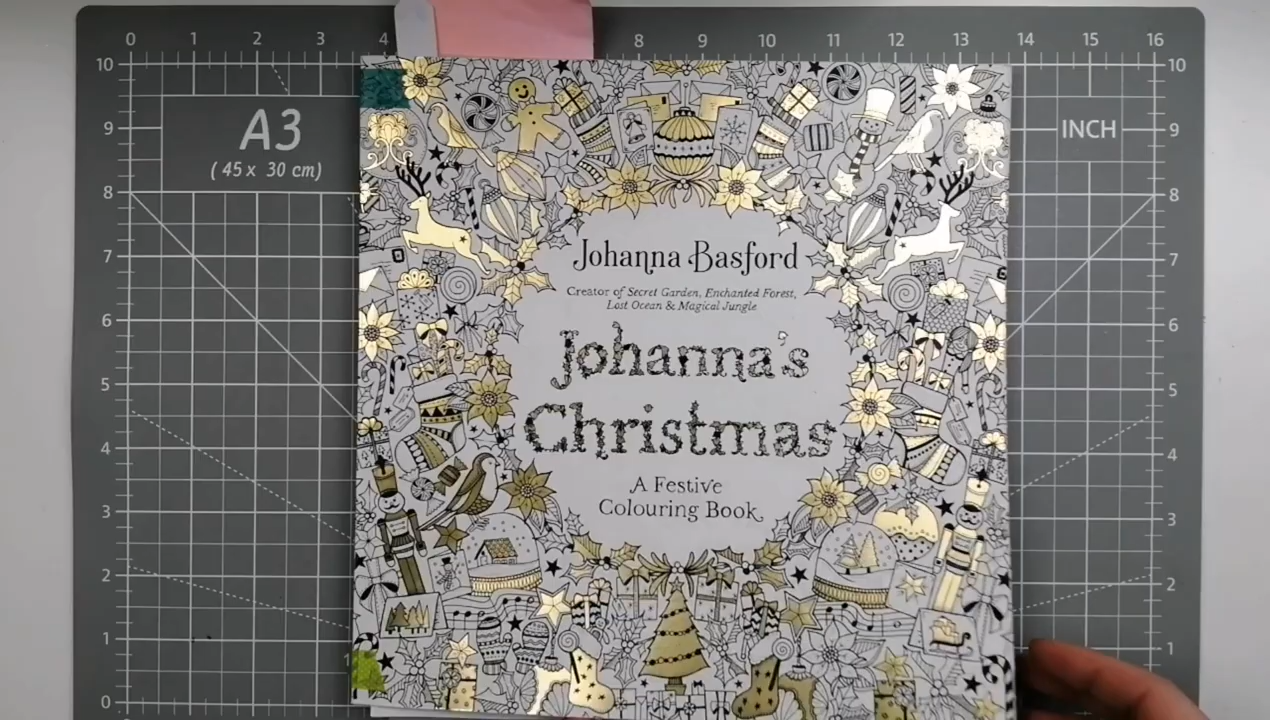 0 1 2 3 4 8 9 10 11 12 13 14 15 16
10 10
A3
( 45 x 30 cm)
INCH
9 9
8 8
7 7
6 6
5 5
4 4
3 3
2 2
1 1
0
Johanna Basford
Creator of Secret Garden, Enchanted Forest,
Lost Ocean & Magical Jungle
Johanna's
Christmas
A Festive
Colouring Book